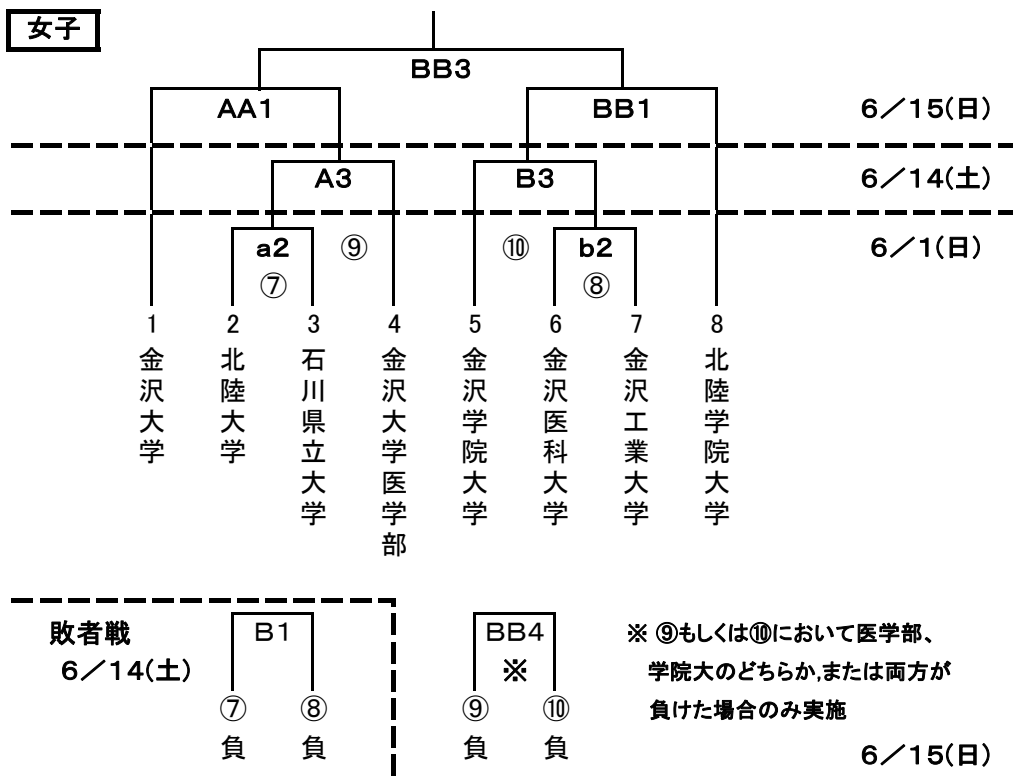 女子
BB3
AA1
BB1
6/15(日)
A3
B3
6/14(土)
a2
⑨
⑩
b2
6/1(日)
⑦
⑧
1
2
3
4
5
6
7
8
金沢大学
北陸大学
石川県立大学
金沢大学医学部
金沢学院大学
金沢医科大学
金沢工業大学
北陸学院大学
敗者戦
6/14(土)
B1
⑦負
⑧負
BB4
※
⑨負
⑩負
※ ⑨もしくは⑩において医学部、
学院大のどちらか,または両方が
負けた場合のみ実施
6/15(日)